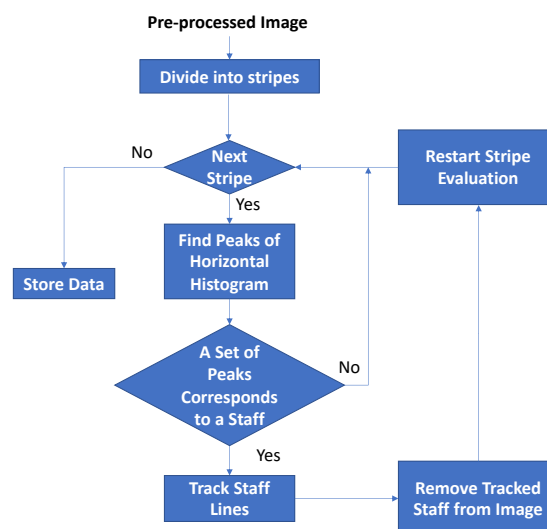 Pre-processed Image
Divide into stripes
No
Next
Stripe
Restart Stripe
Evaluation
Yes
Find Peaks of
Horizontal
Histogram
Store Data
A Set of
Peaks
Corresponds
to a Staff
No
Yes
Track Staff
Lines
Remove Tracked
Staff from Image